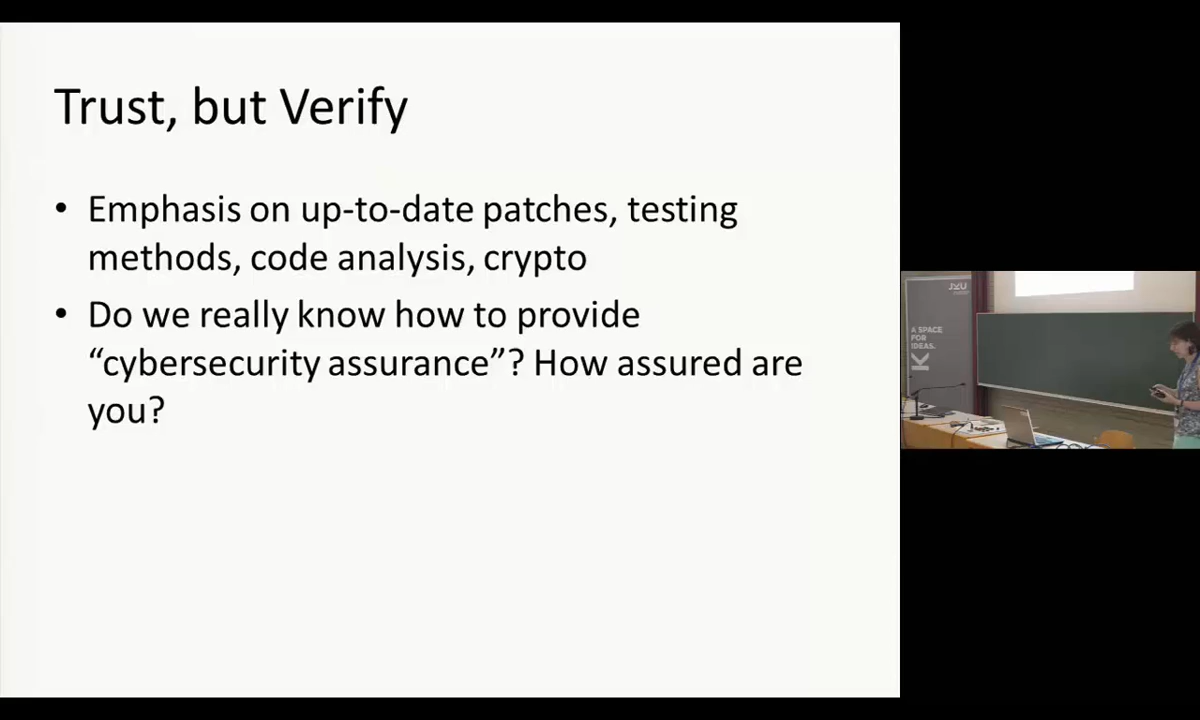 Trust, but Verify
• Emphasis on up-to-date patches, testing
methods, code analysis, crypto
• Do we really know how to provide
“cybersecurity assurance”? How assured are
you?
JKU
A SPACE
FOR
IDEAS.